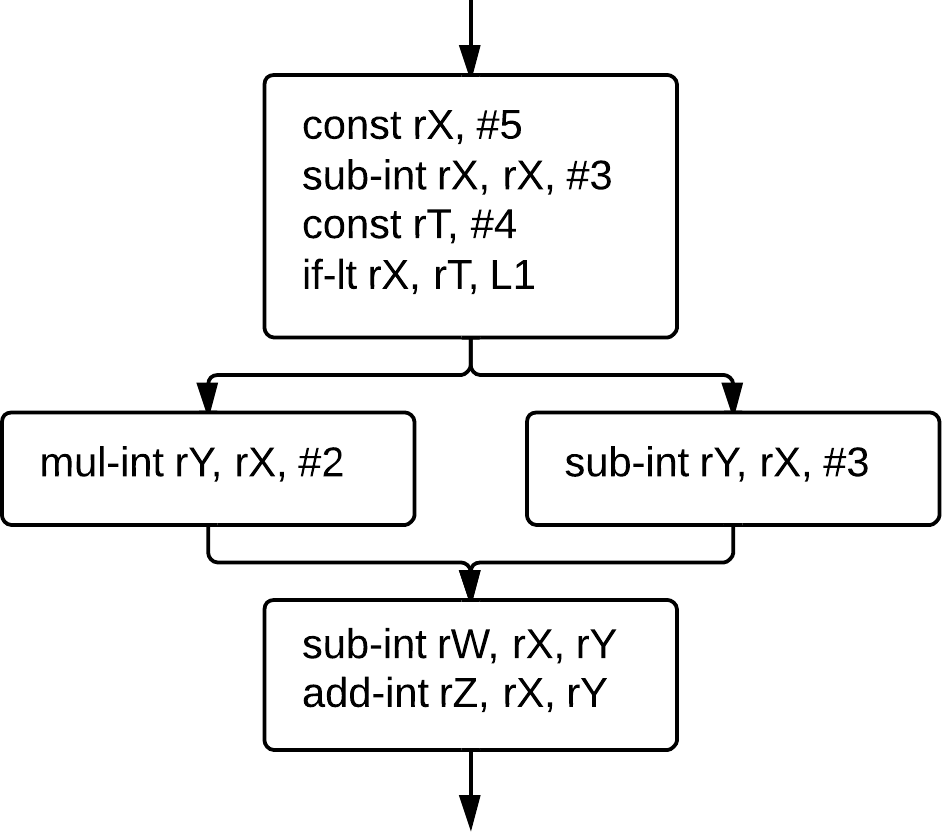 const rX, #5
sub-int rX, rX, #3
const rT, #4
if-lt rX, rT, L1
mul-int rY, rX, #2
sub-int rY, rX, #3
sub-int rW, rX, rY
add-int rZ, rX, rY